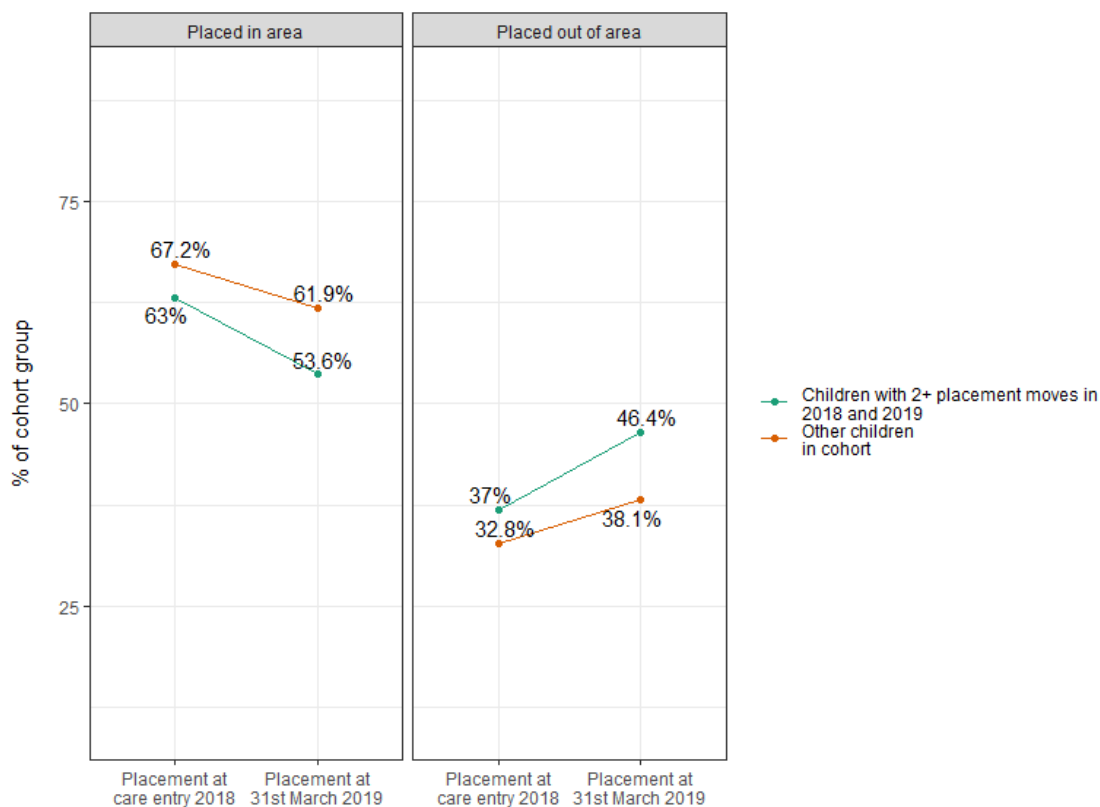 Placed in area
Placed out of area
% of cohort group
75
50
25
67.2%
63%
61.9%
53.6%
37%
32.8%
46.4%
38.1%
Placement at
care entry 2018
Placement at
31st March 2019
Placement at
care entry 2018
Placement at
31st March 2019
Children with 2+ placement moves in
2018 and 2019
Other children
in cohort